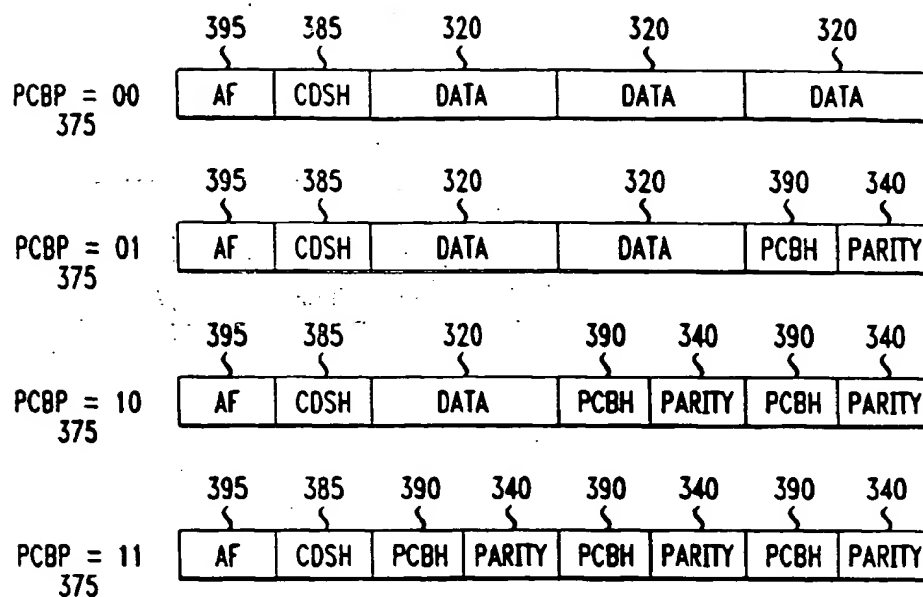 395 385 320 320 320
PCBP = 00 AF CDSH DATA DATA DATA
375
395 385 320 320 390 340
PCBP = 01 AF CDSH DATA DATA PCBH PARITY
375
395 385 320 390 340 390 340
PCBP = 10 AF CDSH DATA PCBH PARITY PCBH PARITY
375
395 385 390 340 390 340 390 340
PCBP = 11 AF CDSH PCBH PARITY PCBH PARITY PCBH PARITY
375